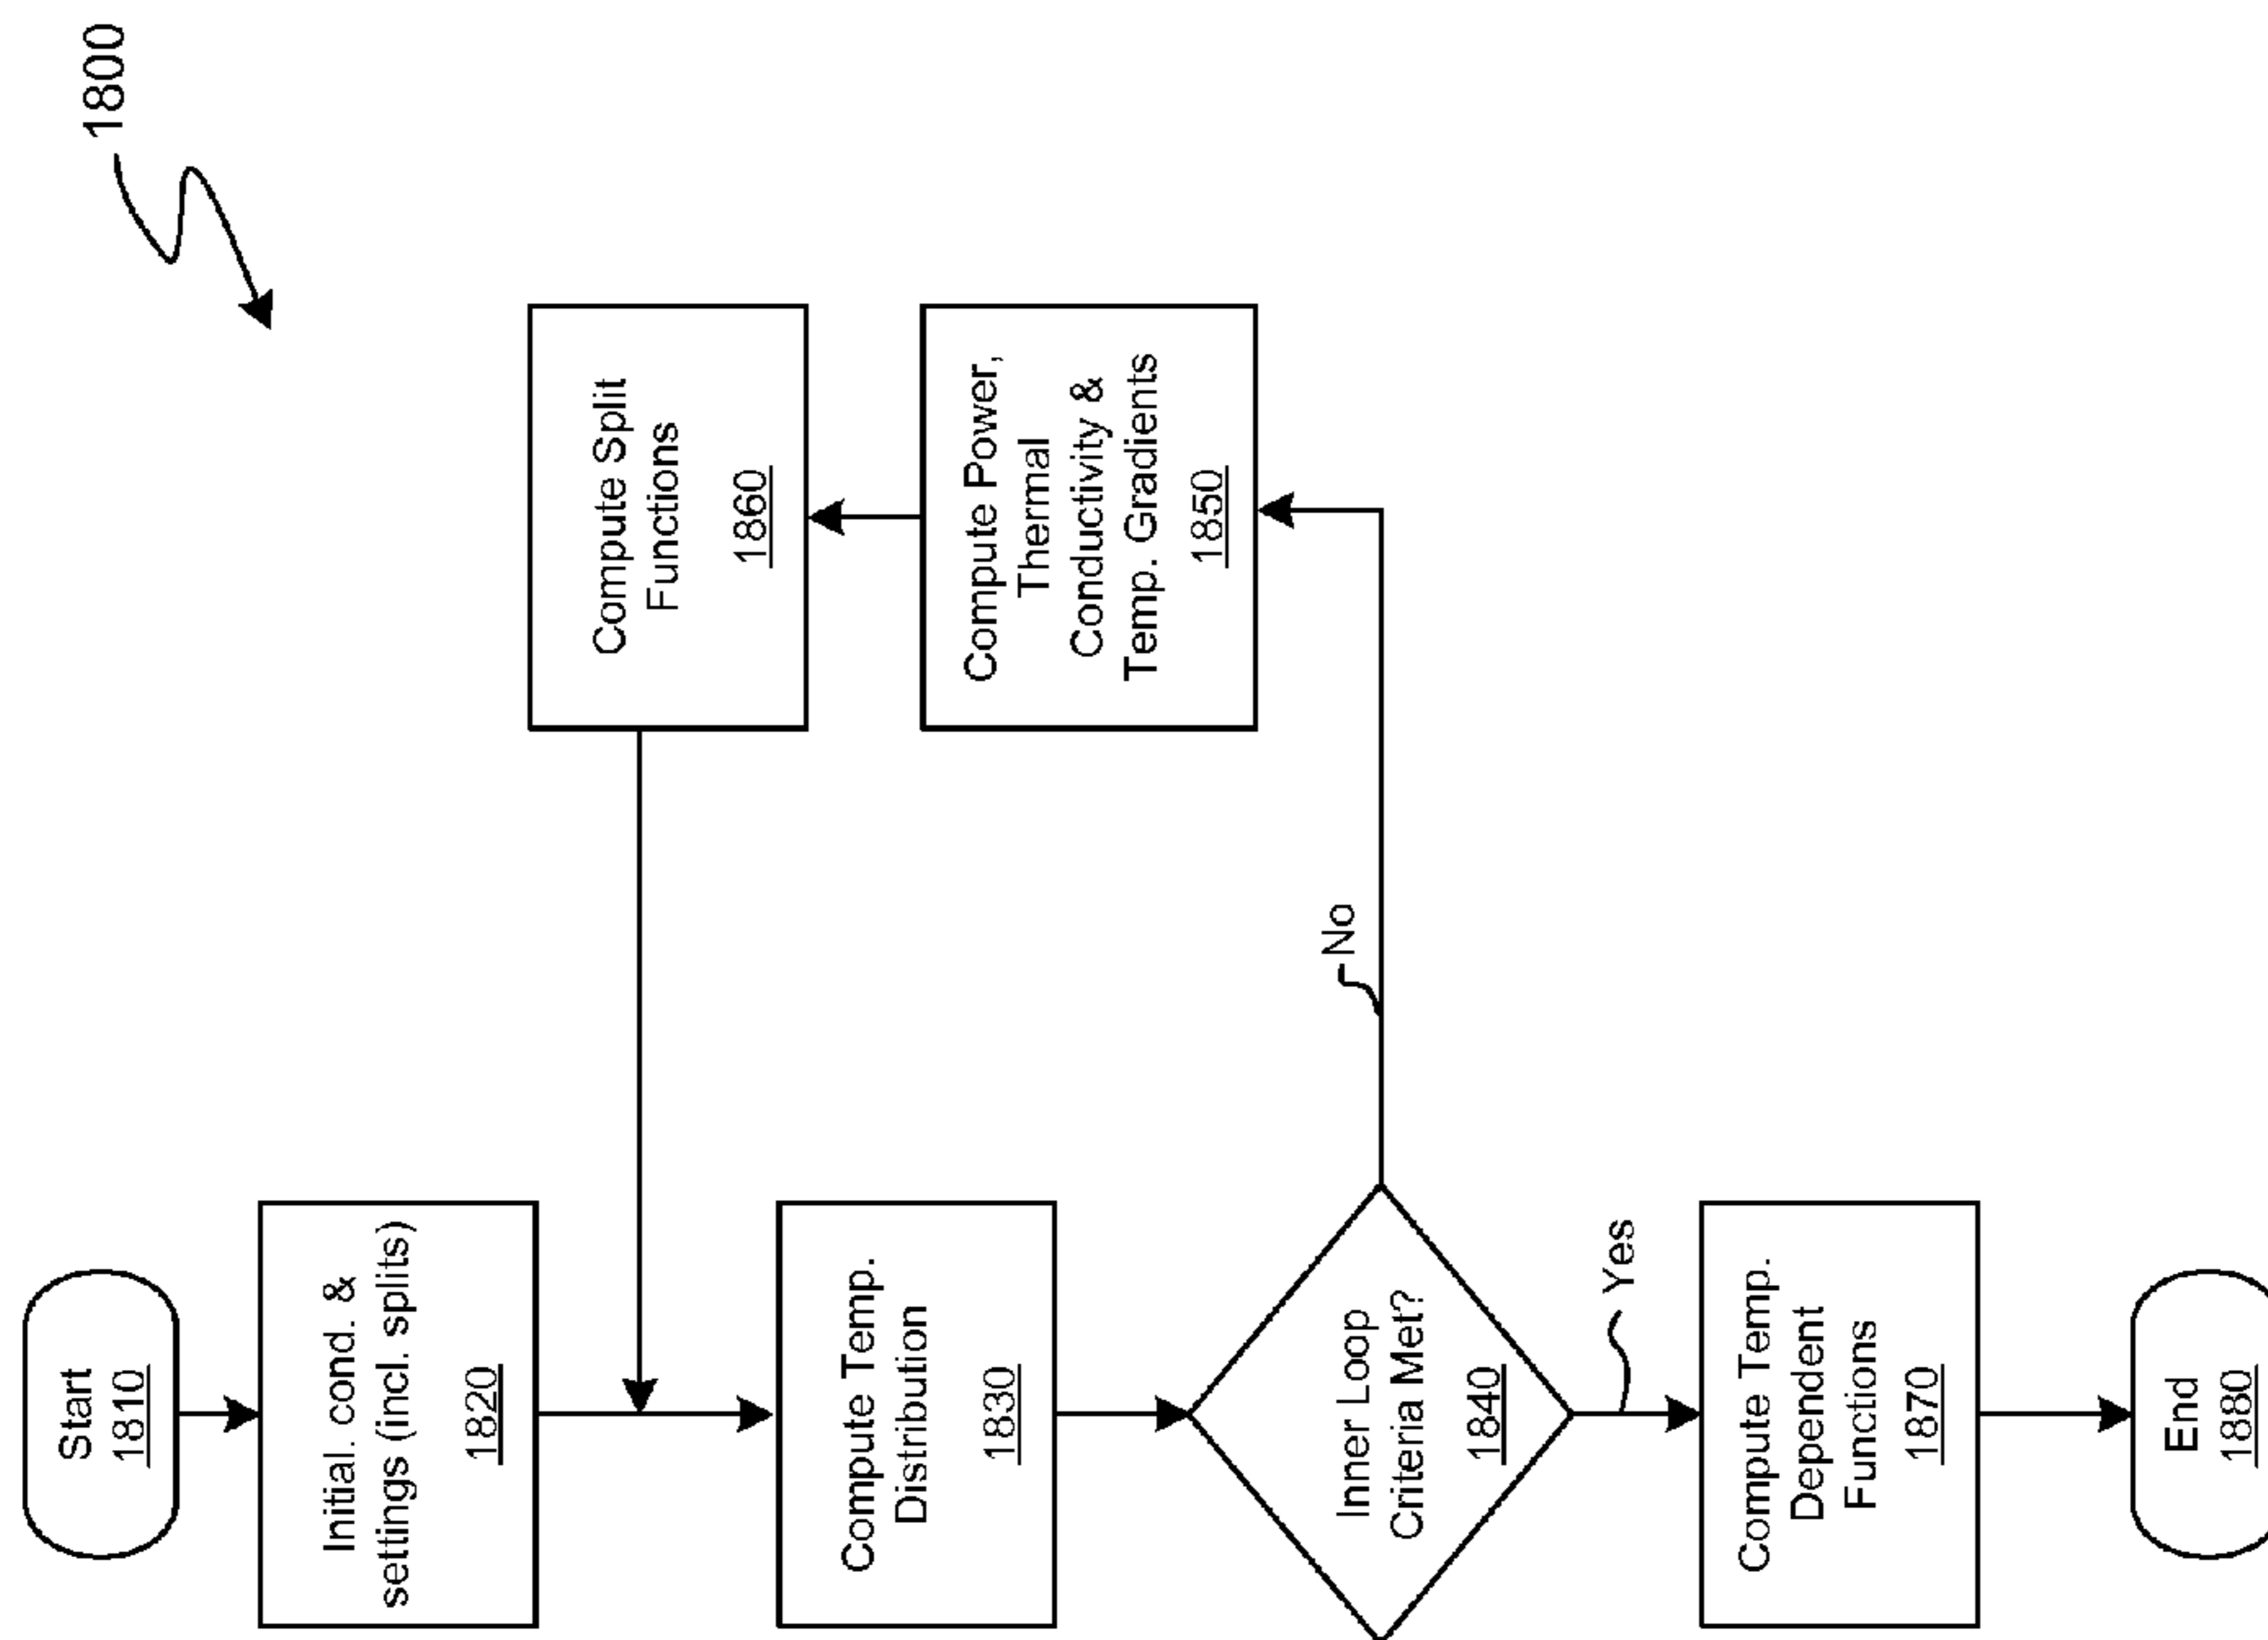 1800
Start
1810
Initial. cond. &
settings (incl. splits)
1820
Compute Temp.
Distribution
1830
Inner Loop
Criteria Met?
1840
No
Compute Power,
Thermal
Conductivity &
Temp. Gradients
1850
Compute Split
Functions
1860
Yes
Compute Temp.
Dependent
Functions
1870
End
1880